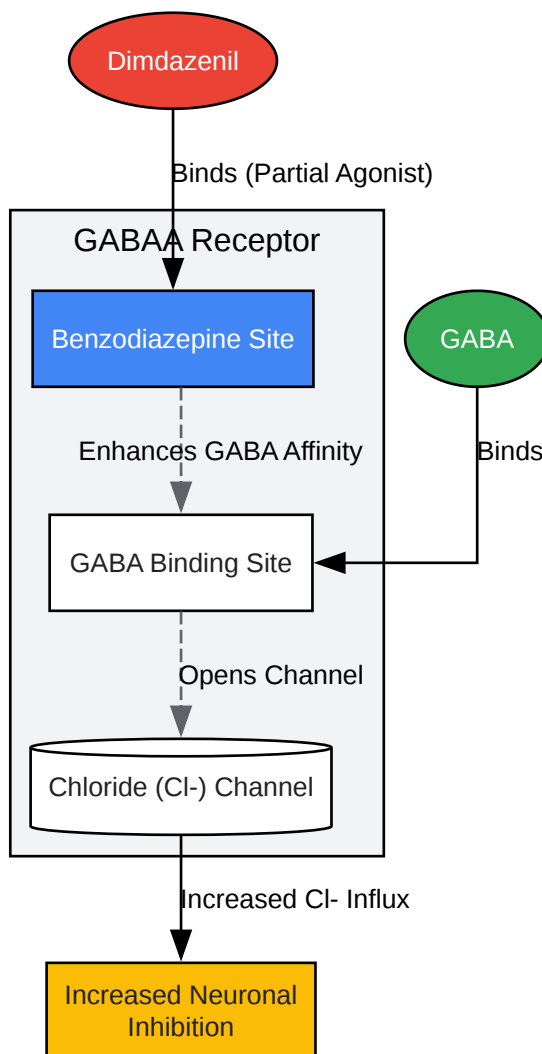 Dimdazenil
Binds (Partial Agonist)
GABAA Receptor
Benzodiazepine Site
GABA
Enhances GABA Affinity
Binds
GABA Binding Site
Opens Channel
Chloride (Cl-) Channel
Increased Cl- Influx
Increased Neuronal
Inhibition